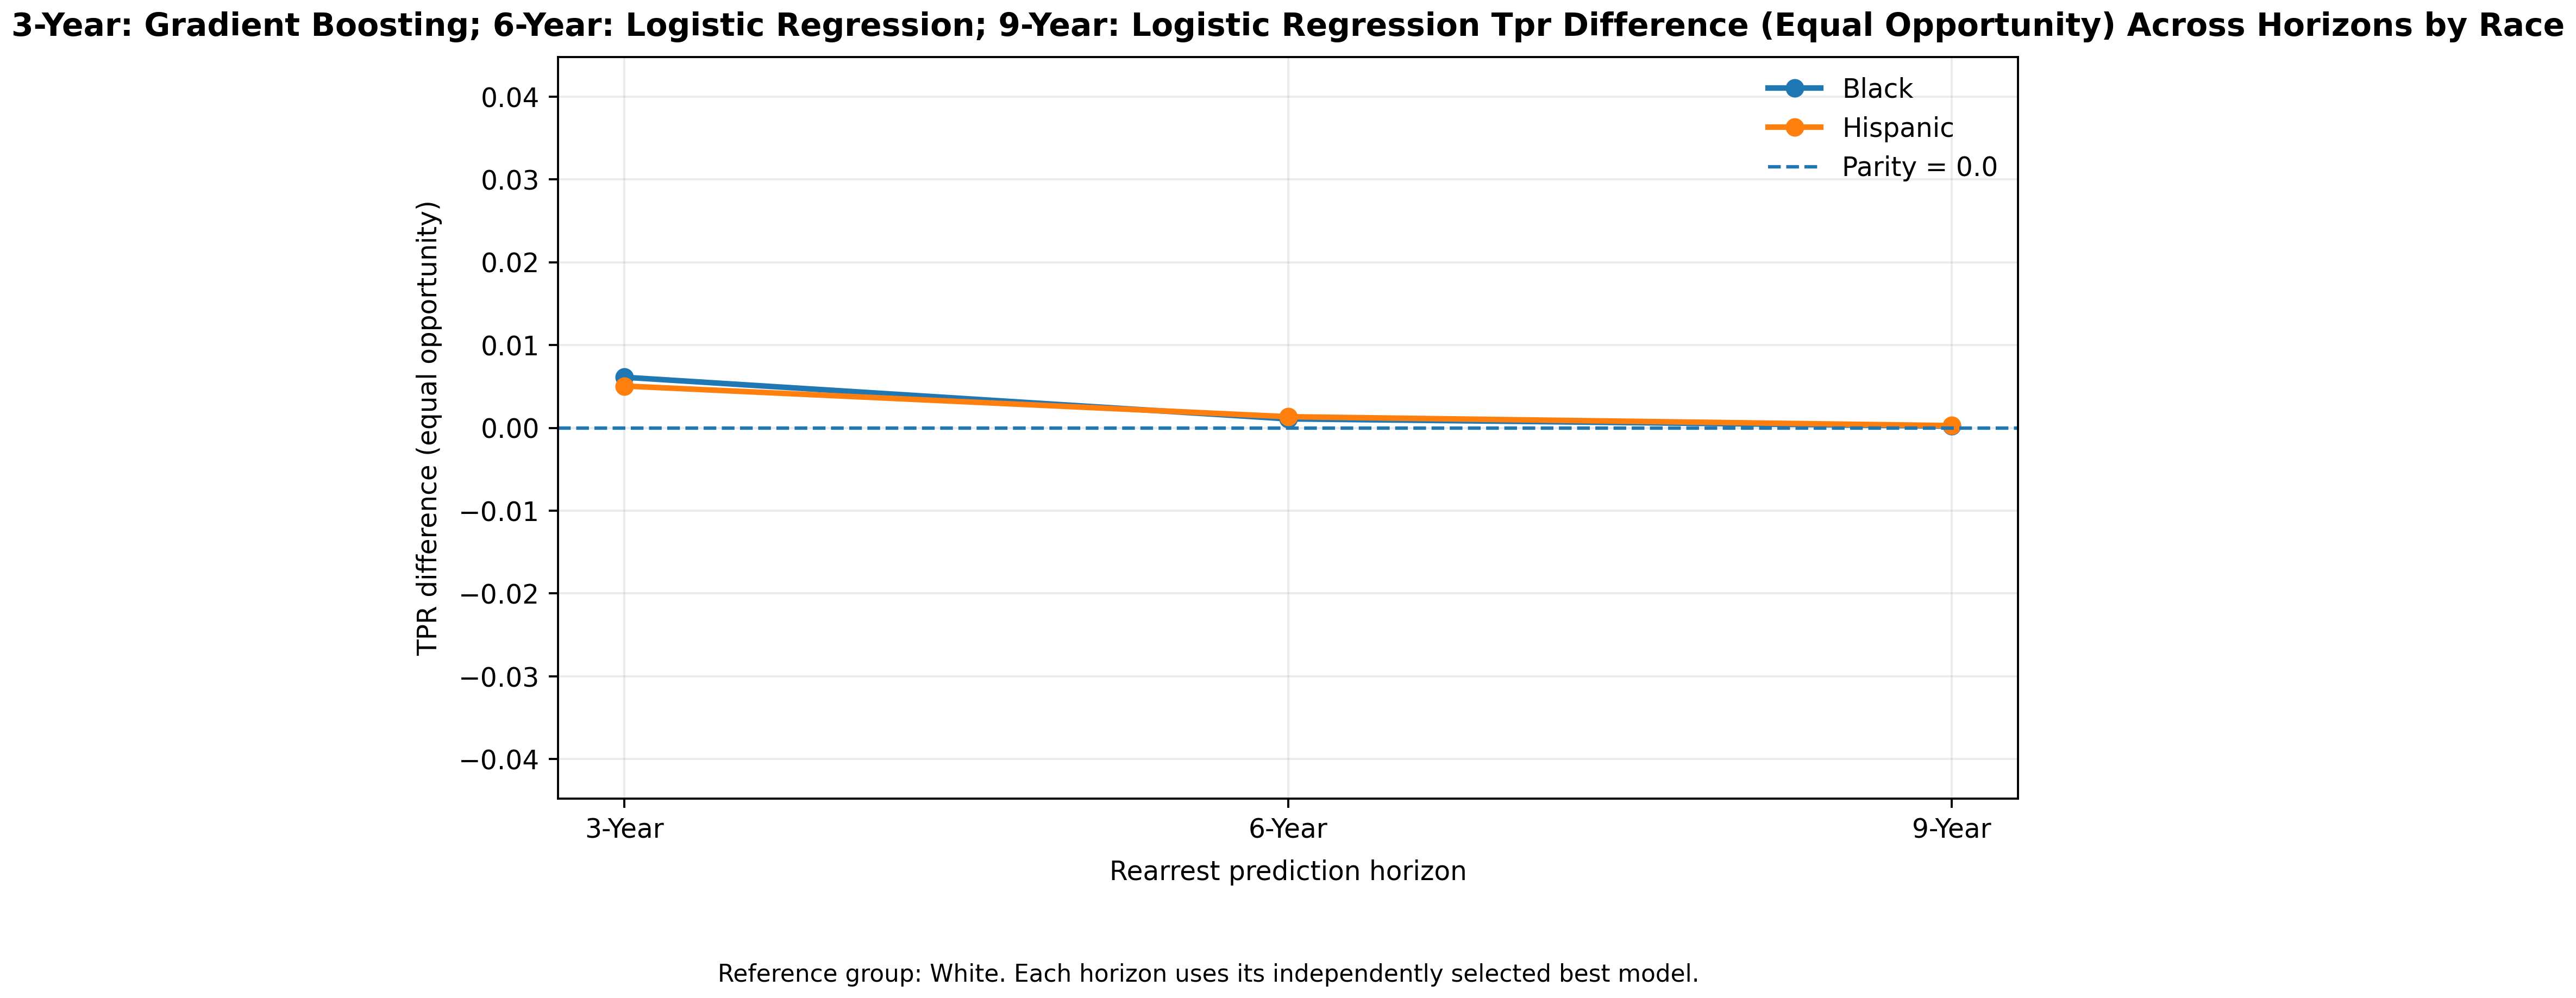 3-Year: Gradient Boosting; 6-Year: Logistic Regression; 9-Year: Logistic Regression Tpr Difference (Equal Opportunity) Across Horizons by Race
Black
Hispanic
Parity = 0.0
TPR difference (equal opportunity)
0.04
0.03
0.02
0.01
0.00
−0.01
−0.02
−0.03
−0.04
3-Year
6-Year
9-Year
Rearrest prediction horizon
Reference group: White. Each horizon uses its independently selected best model.